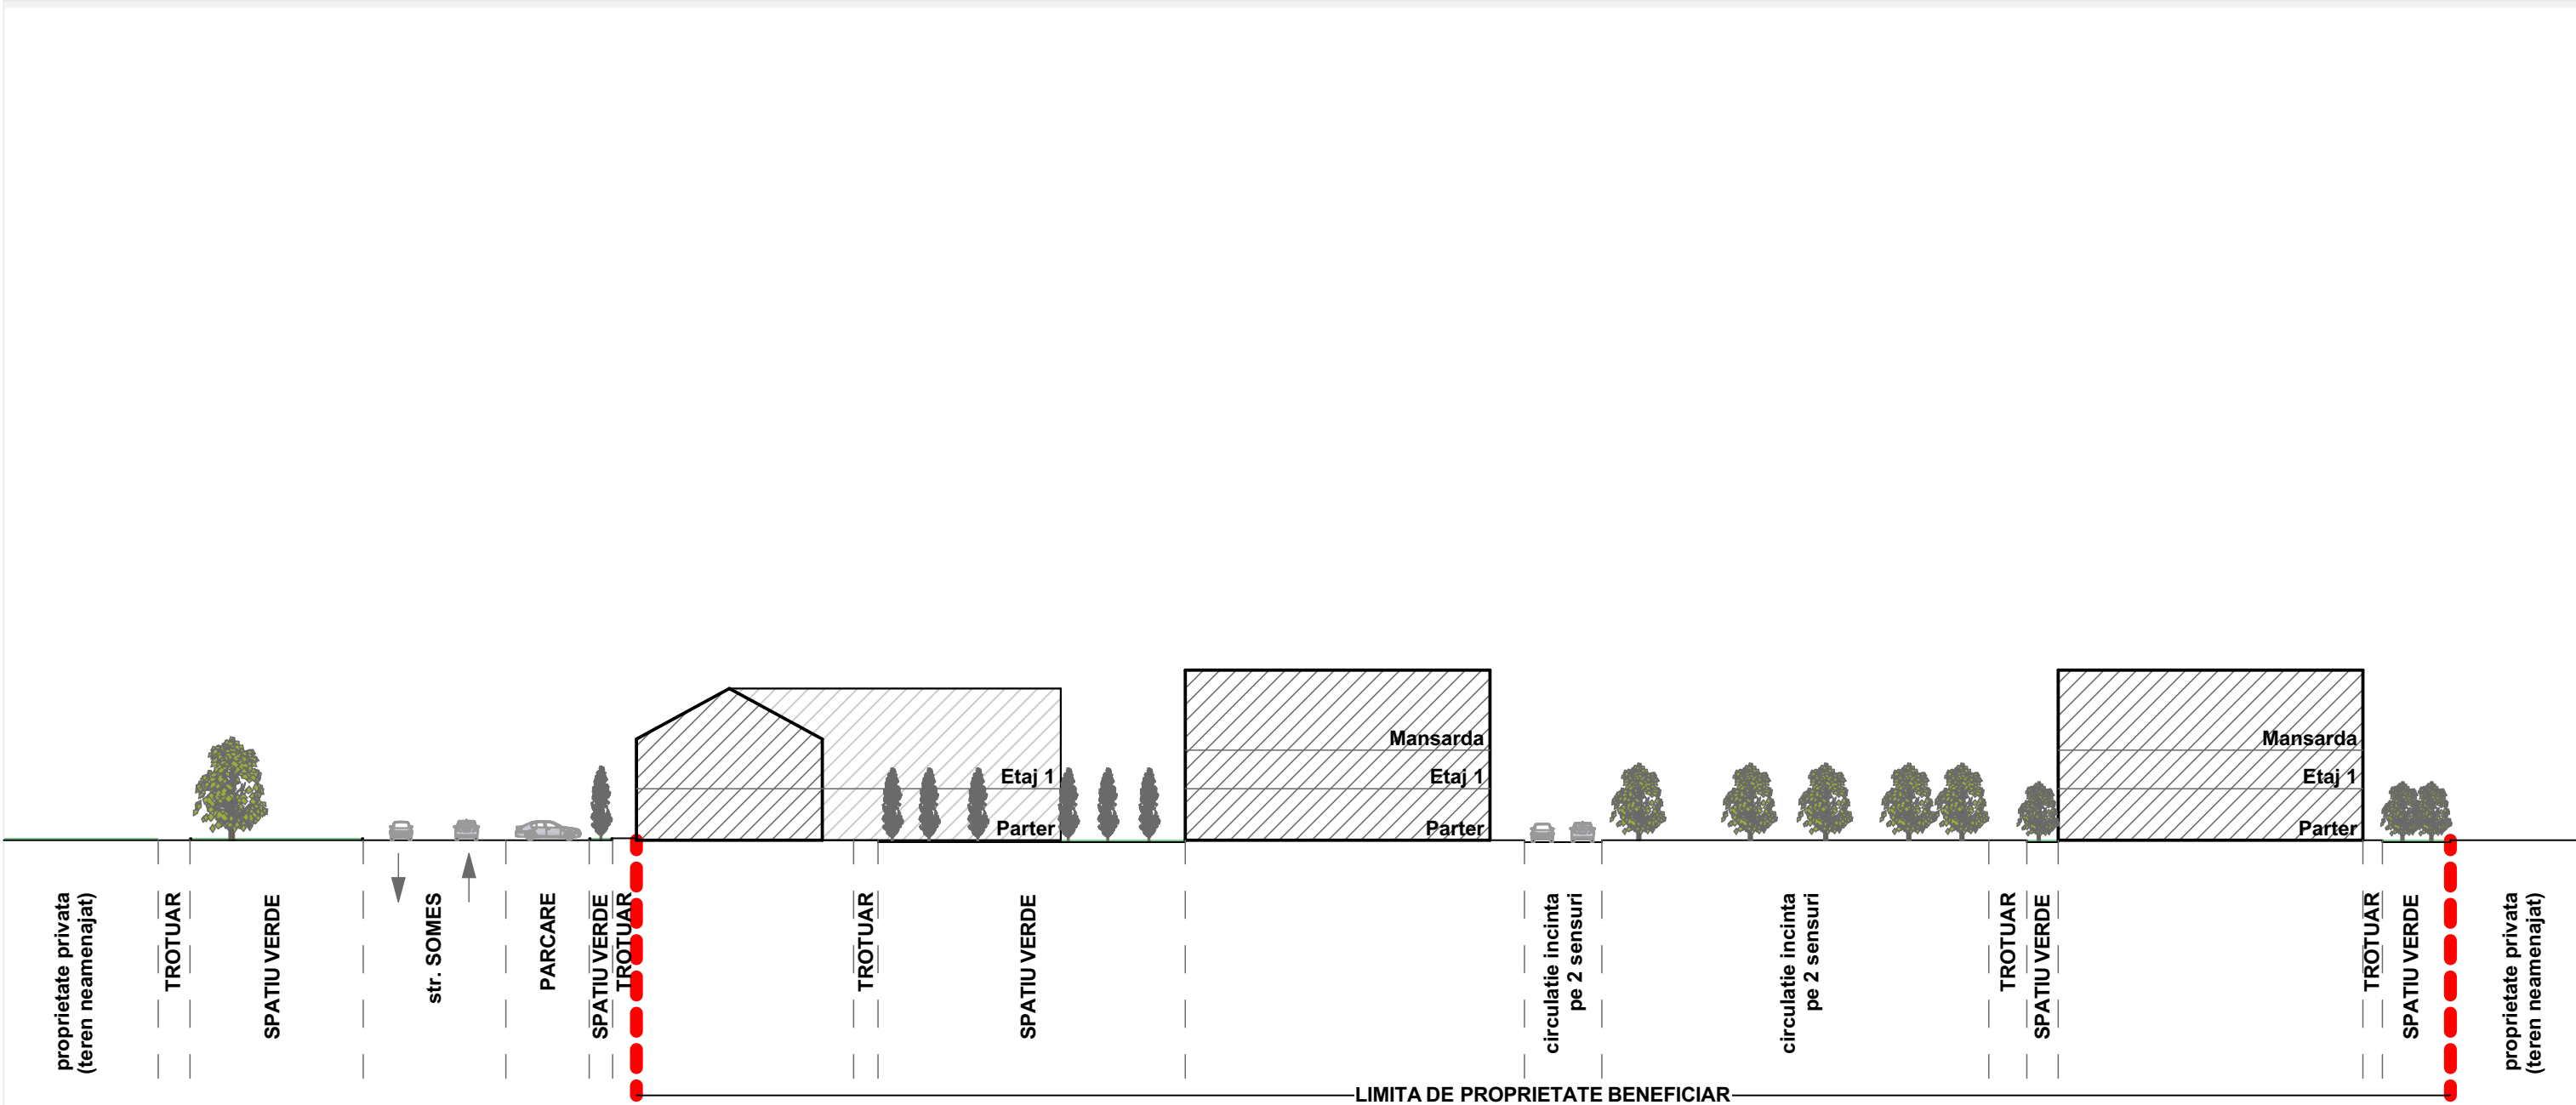 Mansarda
Mansarda
Etaj 1
Etaj 1
Etaj 1
Parter
Parter
Parter
proprietate privata
(teren neamenajat)
TROTUAR
SPATIU VERDE
str. SOMES
PARCARE
SPATIU VERDE
TROTUAR
TROTUAR
SPATIU VERDE
circulatie incinta
pe 2 sensuri
circulatie incinta
pe 2 sensuri
TROTUAR
SPATIU VERDE
TROTUAR
SPATIU VERDE
proprietate privata
(teren neamenajat)
LIMITA DE PROPRIETATE BENEFICIAR